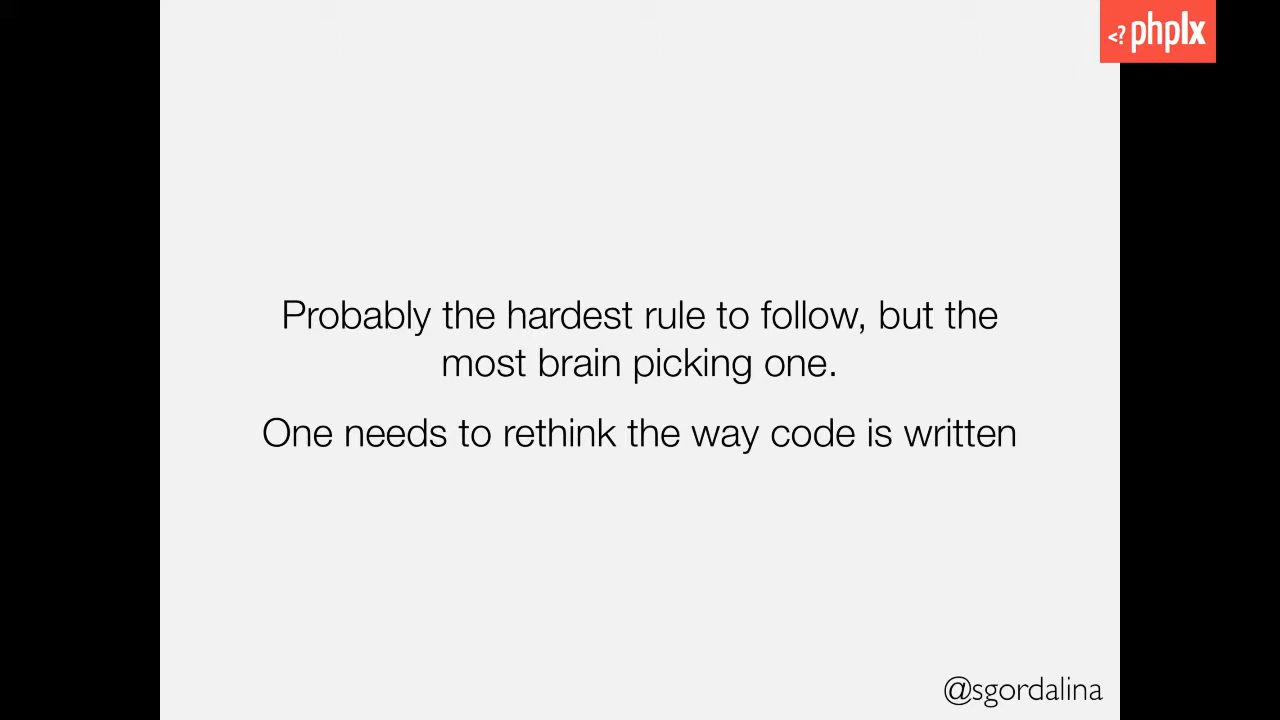 <? phplx
Probably the hardest rule to follow, but the
most brain picking one.
One needs to rethink the way code is written
@sgordalina